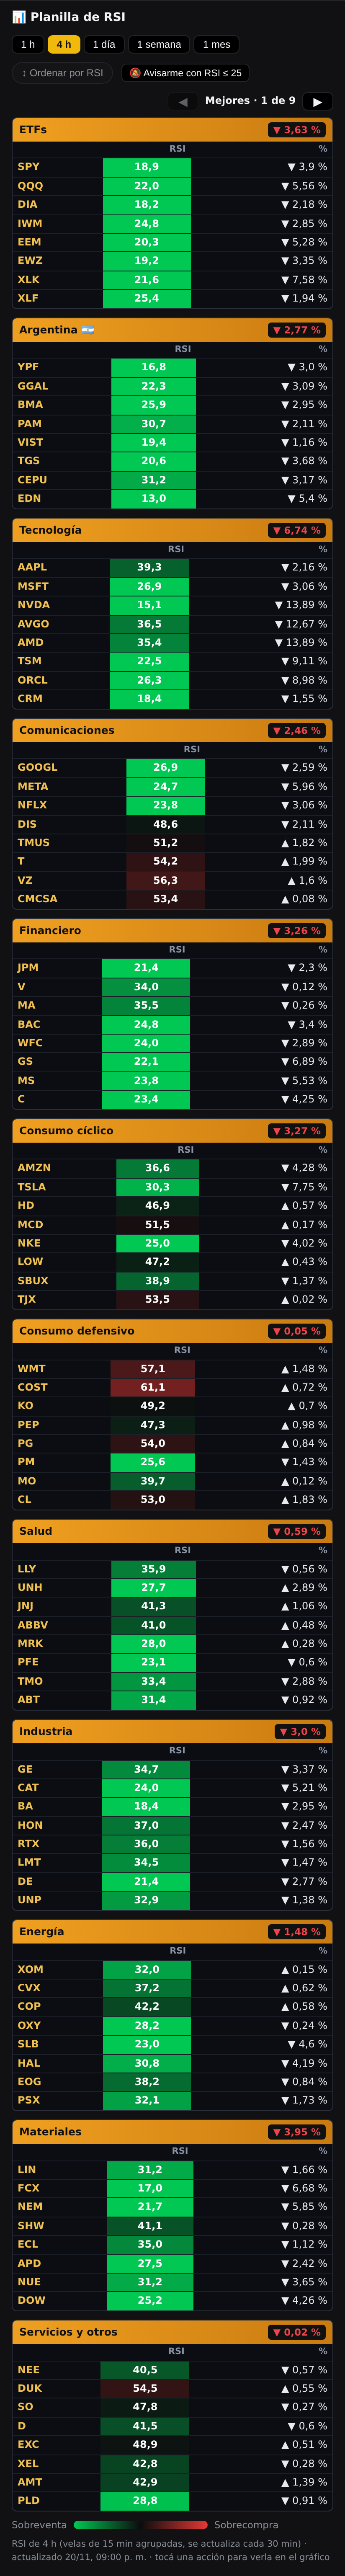 📊 Planilla de RSI
1 h 4 h 1 día 1 semana 1 mes
↕ Ordenar por RSI 🔕 Avisarme con RSI ≤ 25
◀ Mejores · 1 de 9 ▶
ETFs ▼ 3,63 %
RSI %
SPY 18,9 ▼ 3,9 %
QQQ 22,0 ▼ 5,56 %
DIA 18,2 ▼ 2,18 %
IWM 24,8 ▼ 2,85 %
EEM 20,3 ▼ 5,28 %
EWZ 19,2 ▼ 3,35 %
XLK 21,6 ▼ 7,58 %
XLF 25,4 ▼ 1,94 %
Argentina 🇦🇷 ▼ 2,77 %
RSI %
YPF 16,8 ▼ 3,0 %
GGAL 22,3 ▼ 3,09 %
BMA 25,9 ▼ 2,95 %
PAM 30,7 ▼ 2,11 %
VIST 19,4 ▼ 1,16 %
TGS 20,6 ▼ 3,68 %
CEPU 31,2 ▼ 3,17 %
EDN 13,0 ▼ 5,4 %
Tecnología ▼ 6,74 %
RSI %
AAPL 39,3 ▼ 2,16 %
MSFT 26,9 ▼ 3,06 %
NVDA 15,1 ▼ 13,89 %
AVGO 36,5 ▼ 12,67 %
AMD 35,4 ▼ 13,89 %
TSM 22,5 ▼ 9,11 %
ORCL 26,3 ▼ 8,98 %
CRM 18,4 ▼ 1,55 %
Comunicaciones ▼ 2,46 %
RSI %
GOOGL 26,9 ▼ 2,59 %
META 24,7 ▼ 5,96 %
NFLX 23,8 ▼ 3,06 %
DIS 48,6 ▼ 2,11 %
TMUS 51,2 ▲ 1,82 %
T 54,2 ▲ 1,99 %
VZ 56,3 ▲ 1,6 %
CMCSA 53,4 ▲ 0,08 %
Financiero ▼ 3,26 %
RSI %
JPM 21,4 ▼ 2,3 %
V 34,0 ▼ 0,12 %
MA 35,5 ▼ 0,26 %
BAC 24,8 ▼ 3,4 %
WFC 24,0 ▼ 2,89 %
GS 22,1 ▼ 6,89 %
MS 23,8 ▼ 5,53 %
C 23,4 ▼ 4,25 %
Consumo cíclico ▼ 3,27 %
RSI %
AMZN 36,6 ▼ 4,28 %
TSLA 30,3 ▼ 7,75 %
HD 46,9 ▲ 0,57 %
MCD 51,5 ▲ 0,17 %
NKE 25,0 ▼ 4,02 %
LOW 47,2 ▲ 0,43 %
SBUX 38,9 ▼ 1,37 %
TJX 53,5 ▲ 0,02 %
Consumo defensivo ▼ 0,05 %
RSI %
WMT 57,1 ▲ 1,48 %
COST 61,1 ▲ 0,72 %
KO 49,2 ▲ 0,7 %
PEP 47,3 ▲ 0,98 %
PG 54,0 ▲ 0,84 %
PM 25,6 ▼ 1,43 %
MO 39,7 ▲ 0,12 %
CL 53,0 ▲ 1,83 %
Salud ▼ 0,59 %
RSI %
LLY 35,9 ▼ 0,56 %
UNH 27,7 ▲ 2,89 %
JNJ 41,3 ▲ 1,06 %
ABBV 41,0 ▲ 0,48 %
MRK 28,0 ▲ 0,28 %
PFE 23,1 ▼ 0,6 %
TMO 33,4 ▼ 2,88 %
ABT 31,4 ▼ 0,92 %
Industria ▼ 3,0 %
RSI %
GE 34,7 ▼ 3,37 %
CAT 24,0 ▼ 5,21 %
BA 18,4 ▼ 2,95 %
HON 37,0 ▼ 2,47 %
RTX 36,0 ▼ 1,56 %
LMT 34,5 ▼ 1,47 %
DE 21,4 ▼ 2,77 %
UNP 32,9 ▼ 1,38 %
Energía ▼ 1,48 %
RSI %
XOM 32,0 ▲ 0,15 %
CVX 37,2 ▲ 0,62 %
COP 42,2 ▲ 0,58 %
OXY 28,2 ▼ 0,24 %
SLB 23,0 ▼ 4,6 %
HAL 30,8 ▼ 4,19 %
EOG 38,2 ▼ 0,84 %
PSX 32,1 ▼ 1,73 %
Materiales ▼ 3,95 %
RSI %
LIN 31,2 ▼ 1,66 %
FCX 17,0 ▼ 6,68 %
NEM 21,7 ▼ 5,85 %
SHW 41,1 ▼ 0,28 %
ECL 35,0 ▼ 1,12 %
APD 27,5 ▼ 2,42 %
NUE 31,2 ▼ 3,65 %
DOW 25,2 ▼ 4,26 %
Servicios y otros ▼ 0,02 %
RSI %
NEE 40,5 ▼ 0,57 %
DUK 54,5 ▲ 0,55 %
SO 47,8 ▼ 0,27 %
D 41,5 ▼ 0,6 %
EXC 48,9 ▲ 0,51 %
XEL 42,8 ▼ 0,28 %
AMT 42,9 ▲ 1,39 %
PLD 28,8 ▼ 0,91 %
Sobreventa Sobrecompra
RSI de 4 h (velas de 15 min agrupadas, se actualiza cada 30 min) ·
actualizado 20/11, 09:00 p. m. · tocá una acción para verla en el gráfico